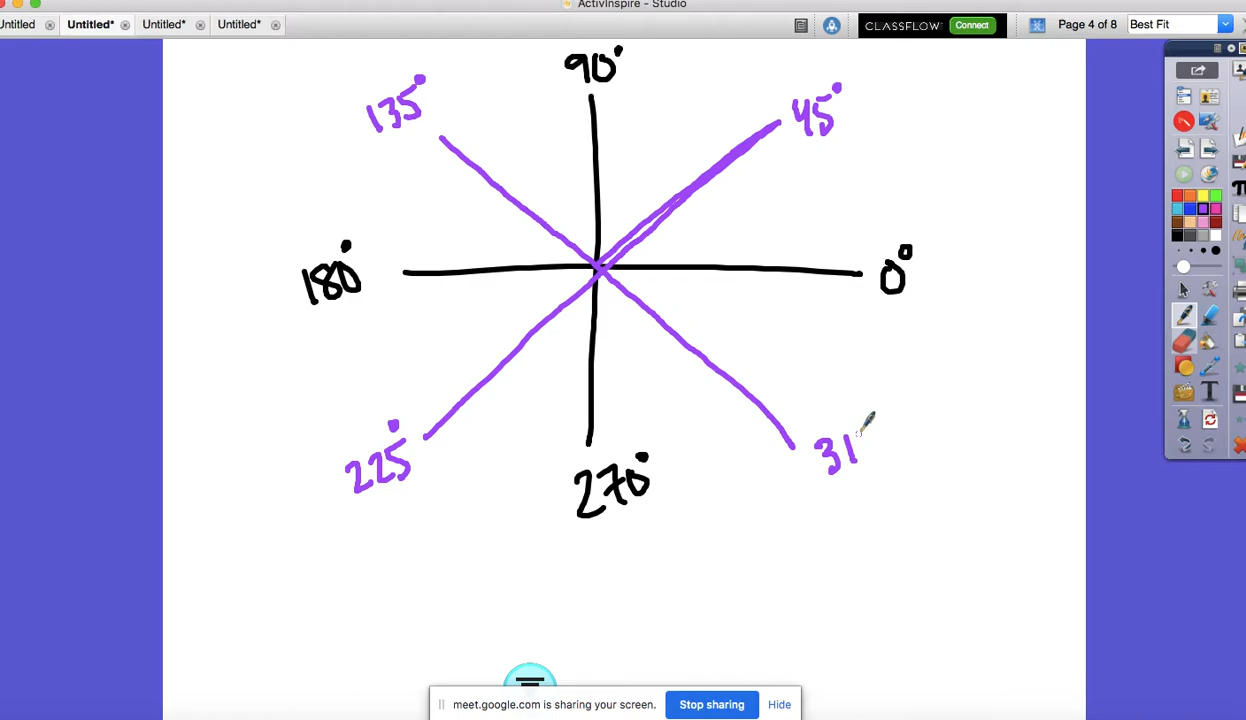 ActivInspire - Studio
Untitled
Untitled*
Untitled*
Untitled*
CLASSFLOW
Connect
Page 4 of 8
Best Fit
90°
135°
45°
180°
0°
225°
31
270°
meet.google.com is sharing your screen.
Stop sharing
Hide